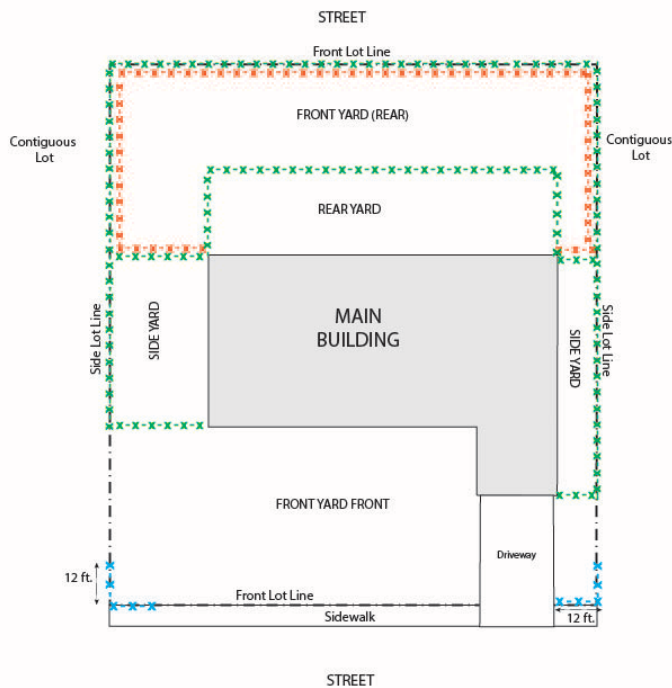 STREET
Front Lot Line
FRONT YARD (REAR)
Contiguous
Lot
Contiguous
Lot
REAR YARD
MAIN
BUILDING
SIDE YARD
SIDE YARD
Side Lot Line
Side Lot Line
FRONT YARD FRONT
Driveway
12 ft.
Front Lot Line
Sidewalk
12 ft.
STREET